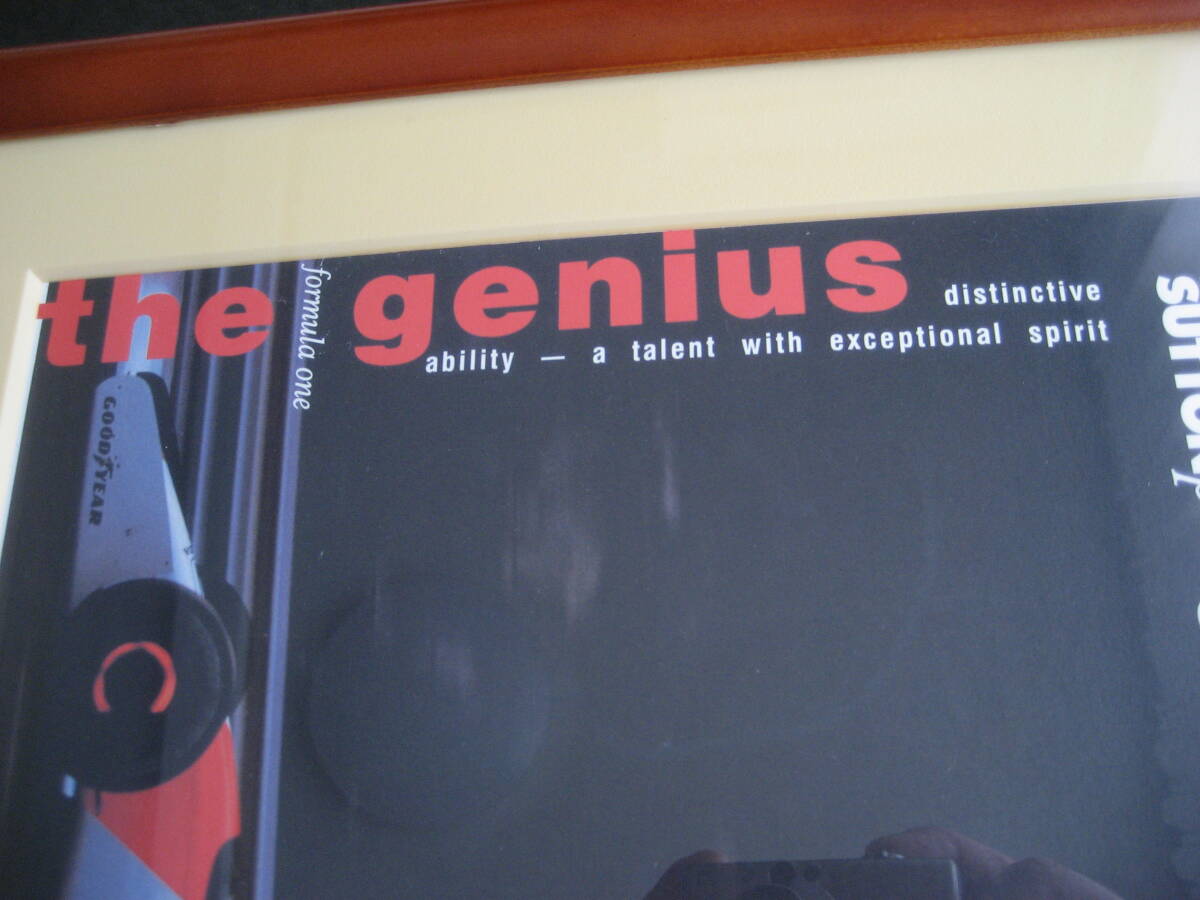 the genius distinctive
ability — a talent with exceptional spirit
formula one
GOODYEAR